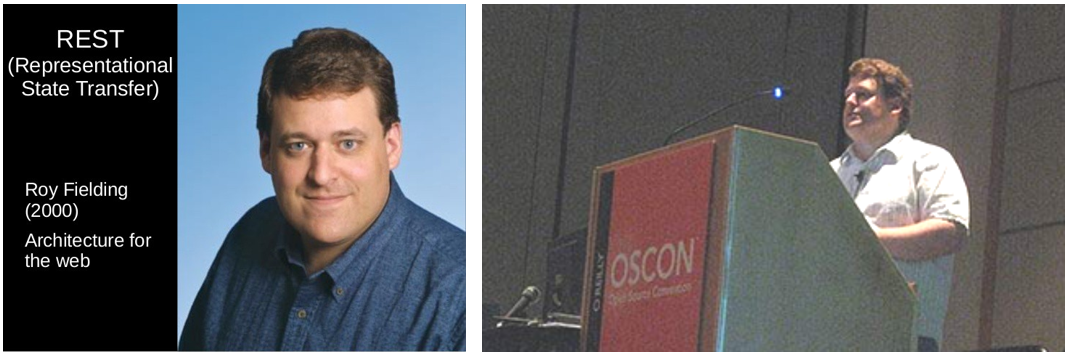 REST
(Representational
State Transfer)
Roy Fielding
(2000)
Architecture for
the web
O'REILLY
OSCON
Open Source Convention